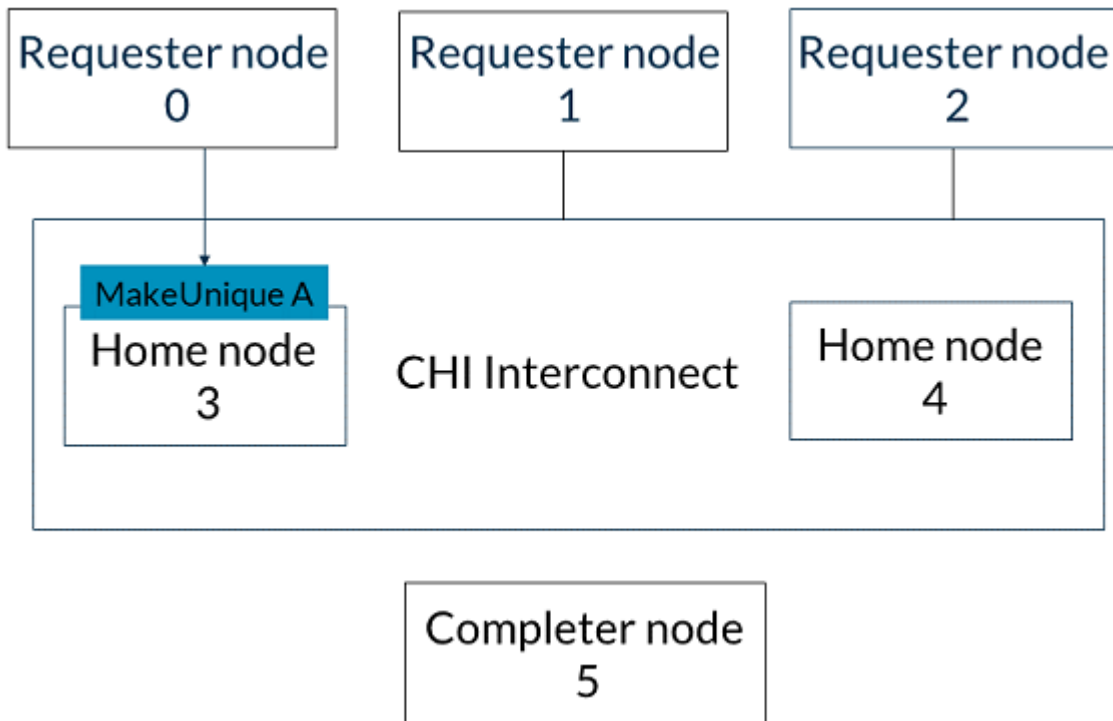 Requester node
0
Requester node
1
Requester node
2
MakeUnique A
Home node
3
CHI Interconnect
Home node
4
Completer node
5